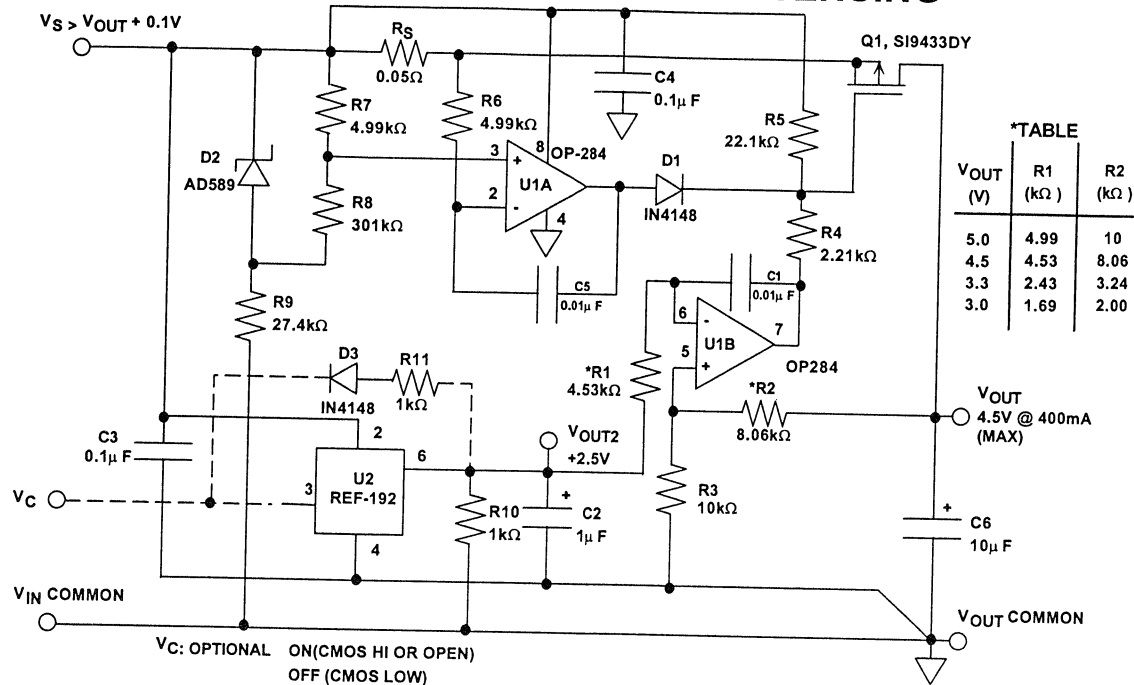 SENSING
VS > VOUT + 0.1V
RS
0.05Ω
Q1, SI9433DY
C4
0.1μ F
R7
4.99kΩ
R6
4.99kΩ
R5
22.1kΩ
*TABLE
VOUT
(V)
R1
(kΩ )
R2
(kΩ )
5.0 4.99 10
4.5 4.53 8.06
3.3 2.43 3.24
3.0 1.69 2.00
D2
AD589
3
+
8
OP-284
U1A
2
-
4
D1
IN4148
R8
301kΩ
R4
2.21kΩ
C5
0.01μ F
C1
0.01μ F
R9
27.4kΩ
6
-
U1B
7
5
+
OP284
D3
IN4148
R11
1kΩ
*R1
4.53kΩ
*R2
8.06kΩ
VOUT
4.5V @ 400mA
(MAX)
C3
0.1μ F
2
VOUT2
+2.5V
6
U2
REF-192
3
4
VC
R10
1kΩ
+
C2
1μ F
R3
10kΩ
+
C6
10μ F
VIN COMMON
VOUT COMMON
VC: OPTIONAL ON(CMOS HI OR OPEN)
OFF (CMOS LOW)